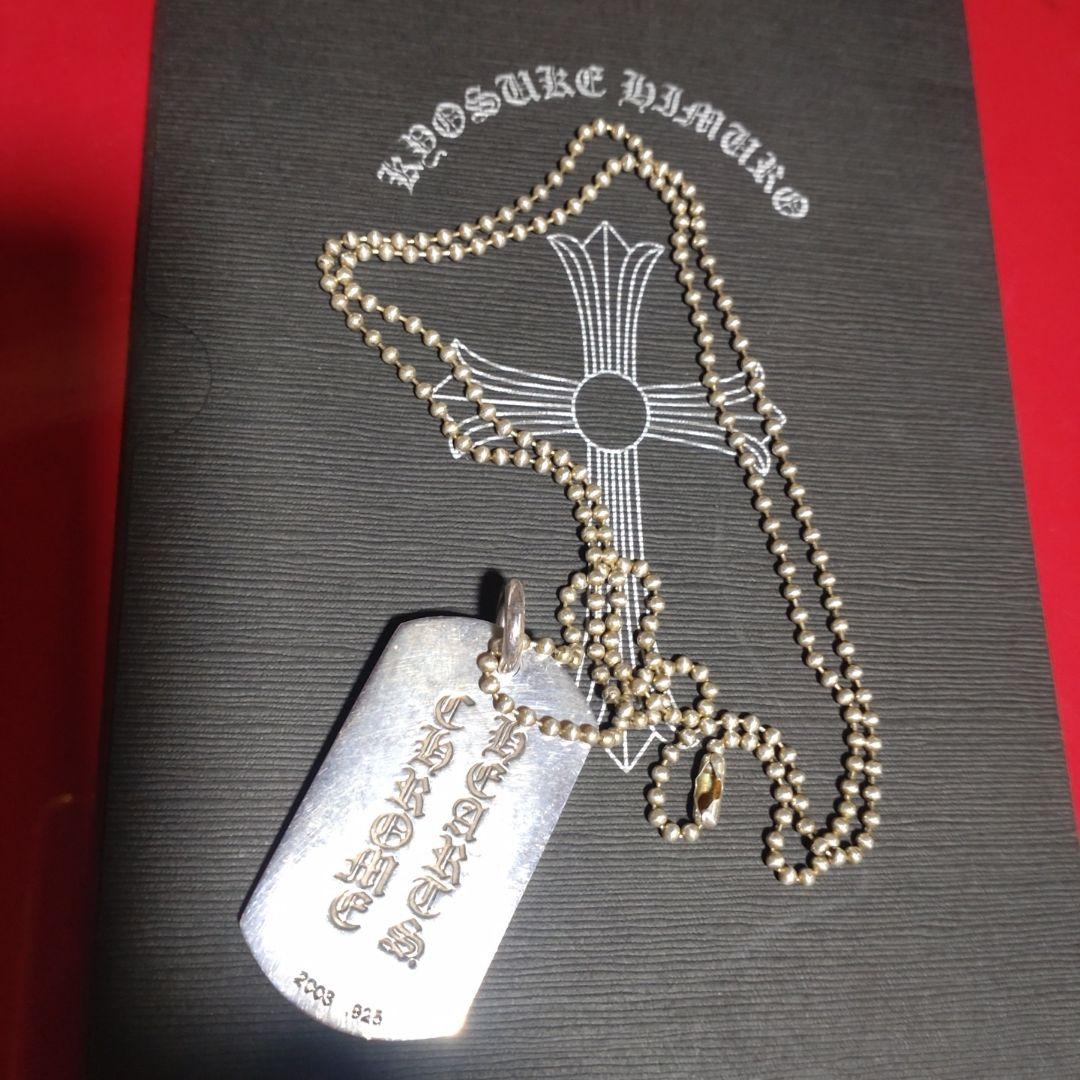 KYOSUKE HIMURO
CHROME
HEARTS.
2003 .925